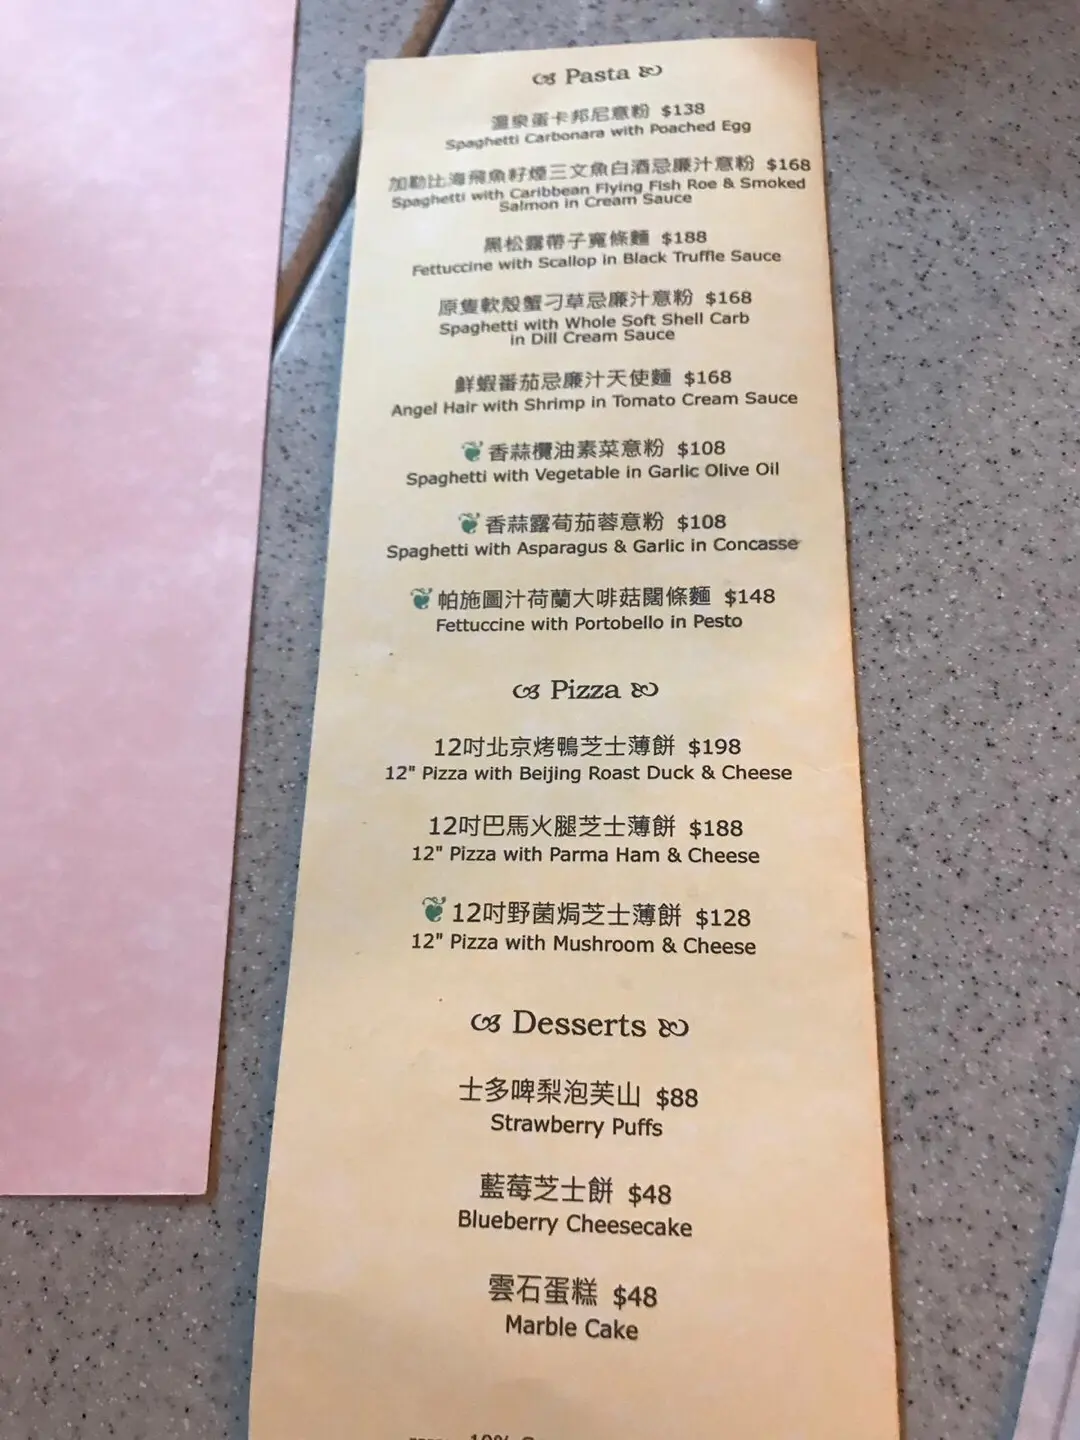 Pasta
溫泉蛋卡邦尼意粉 $138
Spaghetti Carbonara with Poached Egg
加勒比海飛魚籽煙三文魚白酒忌廉汁意粉 $168
Spaghetti with Caribbean Flying Fish Roe & Smoked
Salmon in Cream Sauce
黑松露帶子寬條麵 $188
Fettuccine with Scallop in Black Truffle Sauce
原隻軟殼蟹刁草忌廉汁意粉 $168
Spaghetti with Whole Soft Shell Carb
in Dill Cream Sauce
鮮蝦番茄忌廉汁天使麵 $168
Angel Hair with Shrimp in Tomato Cream Sauce
香蒜欖油素菜意粉 $108
Spaghetti with Vegetable in Garlic Olive Oil
香蒜露荀茄蓉意粉 $108
Spaghetti with Asparagus & Garlic in Concasse
帕施圖汁荷蘭大啡菇闊條麵 $148
Fettuccine with Portobello in Pesto
Pizza
12吋北京烤鴨芝士薄餅 $198
12" Pizza with Beijing Roast Duck & Cheese
12吋巴馬火腿芝士薄餅 $188
12" Pizza with Parma Ham & Cheese
12吋野菌焗芝士薄餅 $128
12" Pizza with Mushroom & Cheese
Desserts
士多啤梨泡芙山 $88
Strawberry Puffs
藍莓芝士餅 $48
Blueberry Cheesecake
雲石蛋糕 $48
Marble Cake
10%